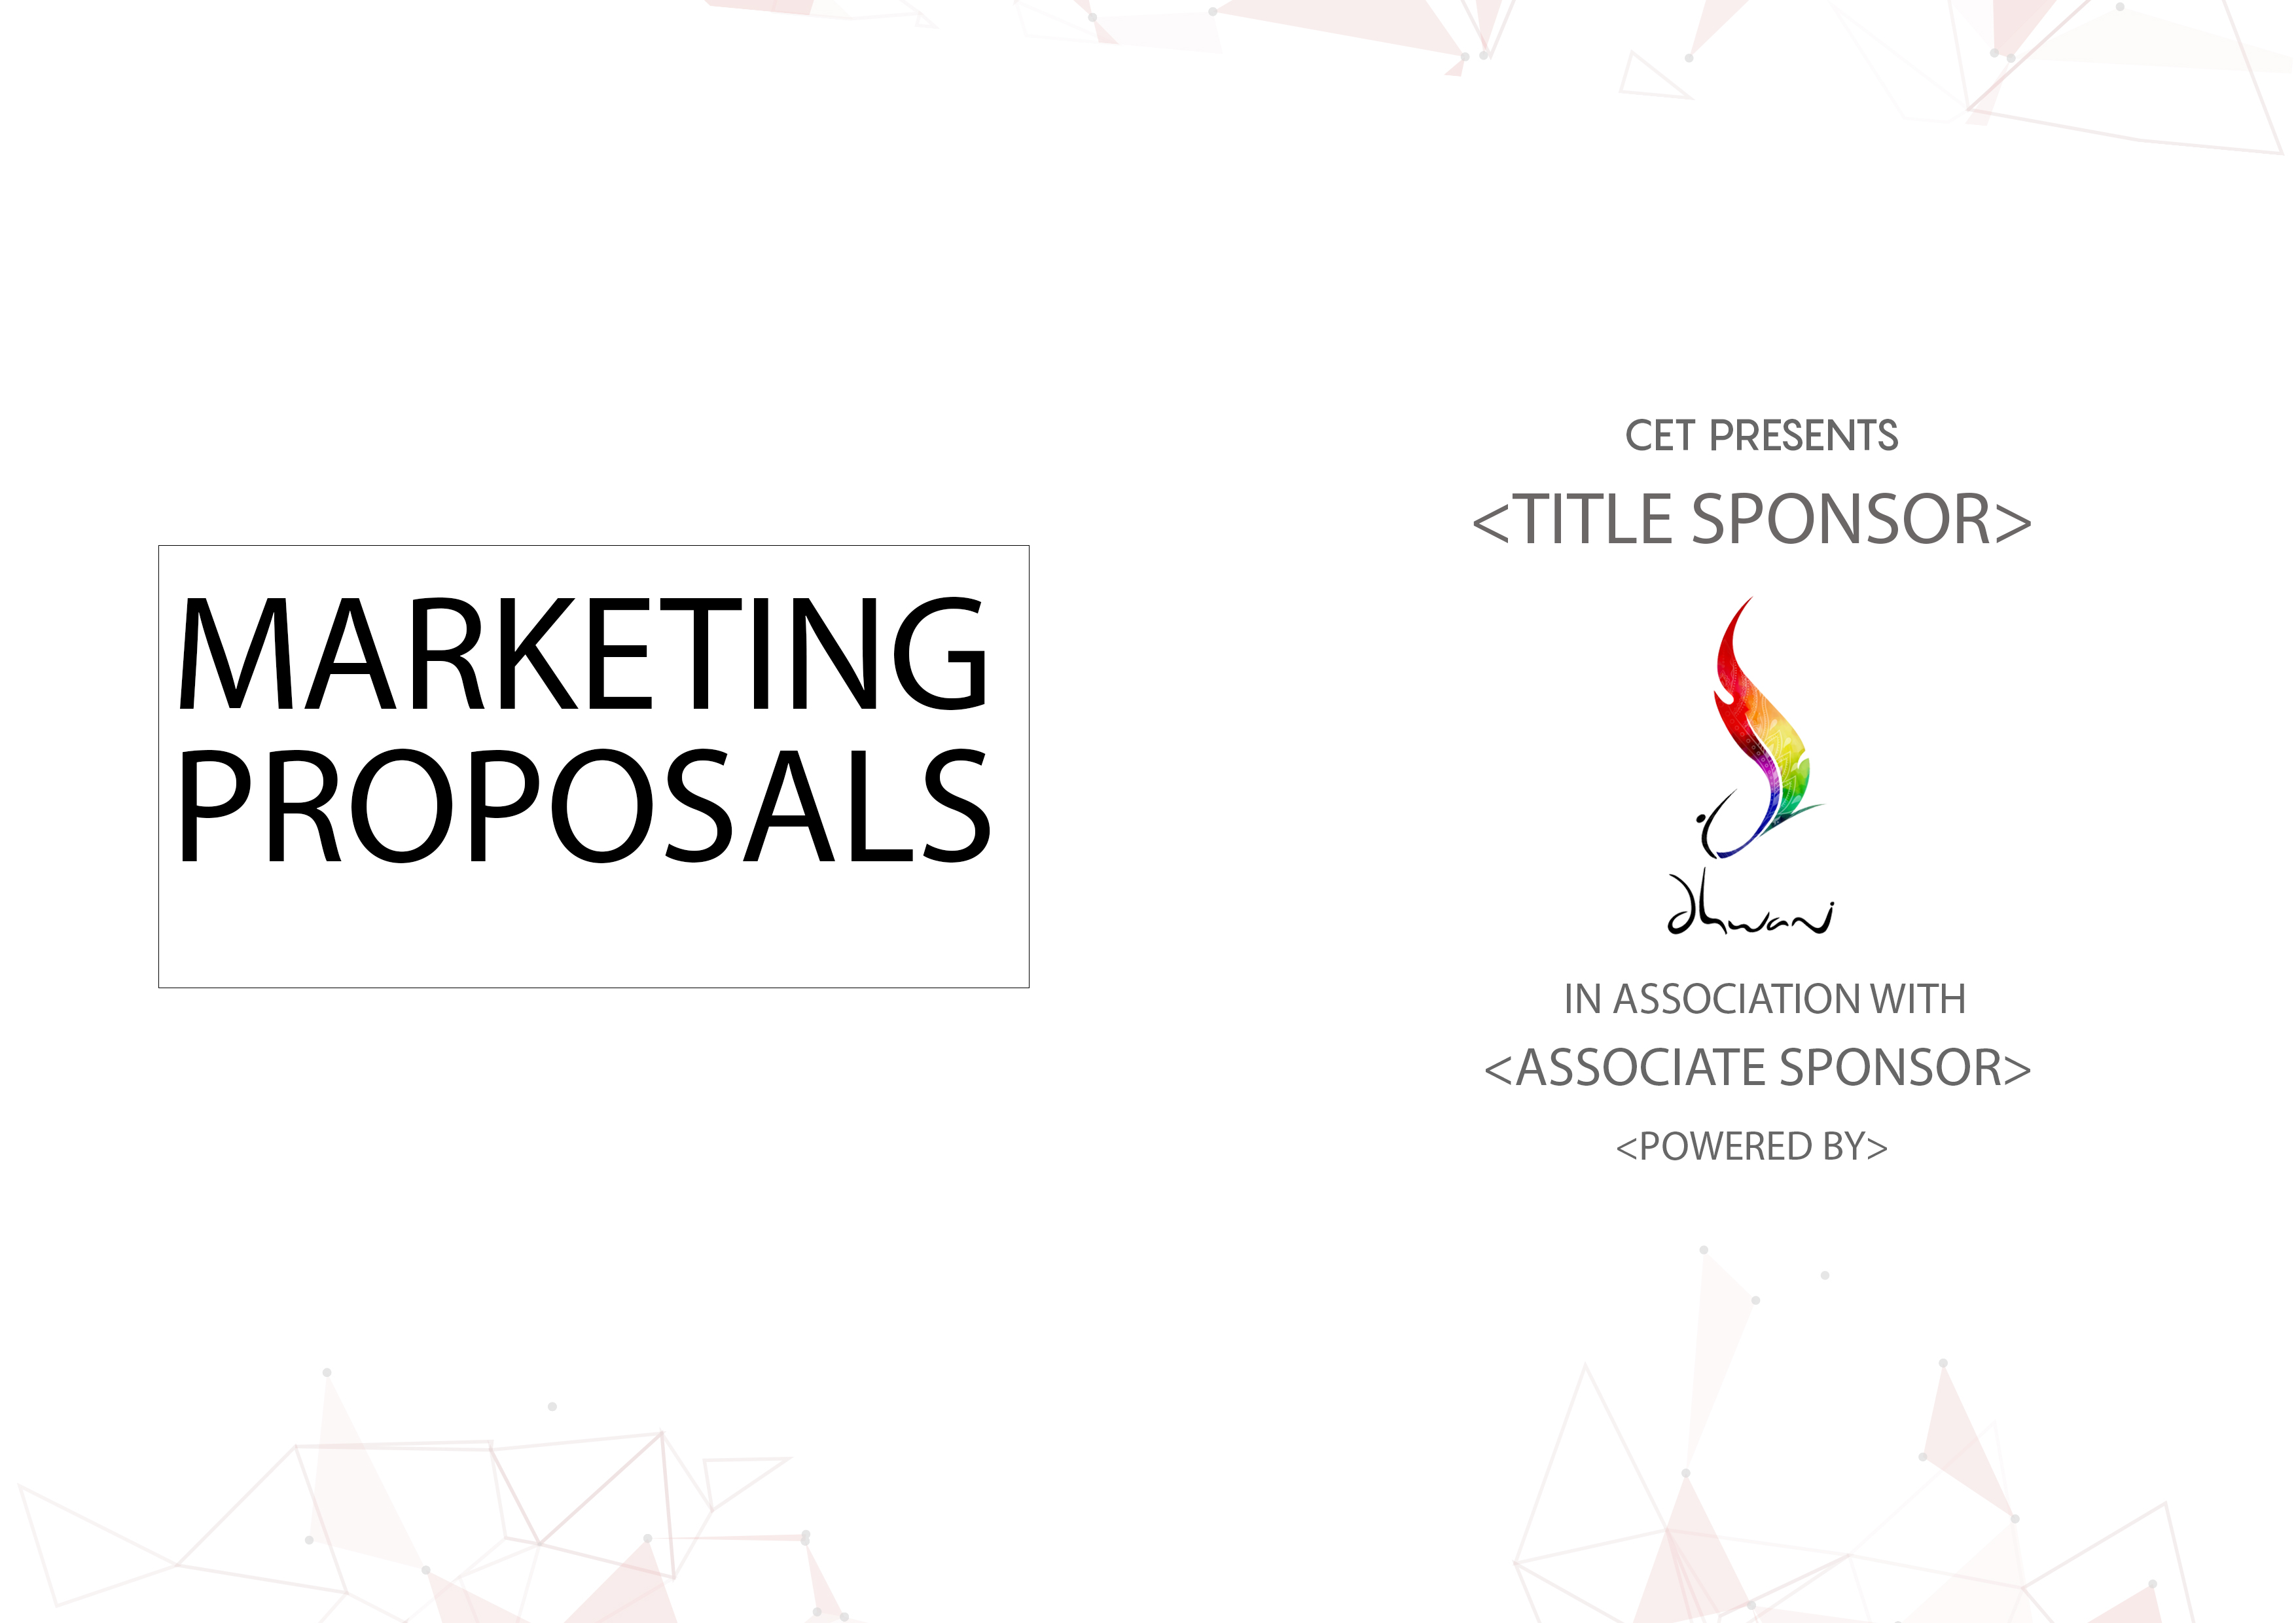 MARKETING
PROPOSALS
CET PRESENTS
<TITLE SPONSOR>
dhwani
IN ASSOCIATION WITH
<ASSOCIATE SPONSOR>
<POWERED BY>